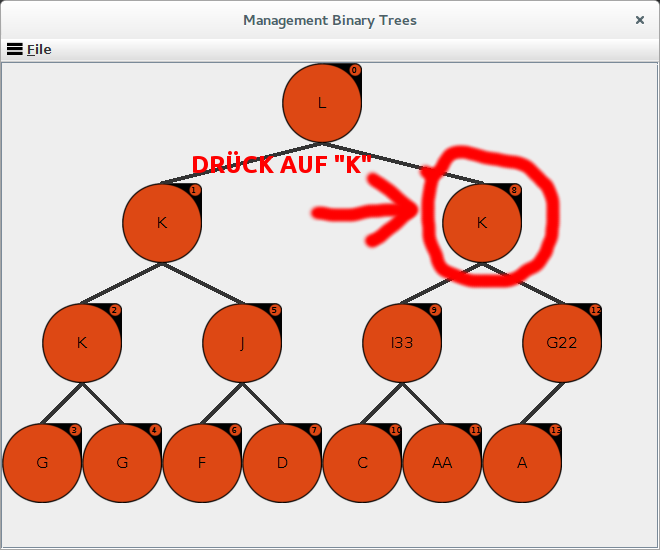 Management Binary Trees
File
0
L
DRÜCK AUF "K"
1
K
8
K
2
K
5
J
9
I33
12
G22
3
G
4
G
6
F
7
D
10
C
11
AA
13
A